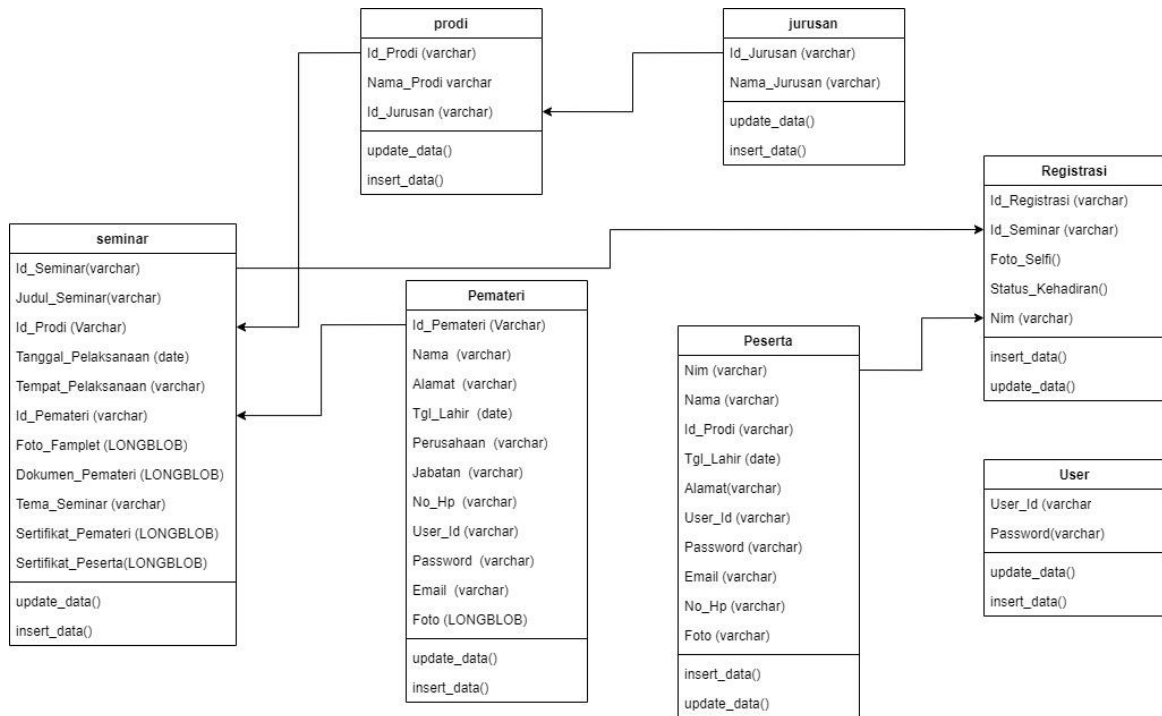 prodi
Id_Prodi (varchar)
Nama_Prodi varchar
Id_Jurusan (varchar)
update_data()
insert_data()
jurusan
Id_Jurusan (varchar)
Nama_Jurusan (varchar)
update_data()
insert_data()
Registrasi
Id_Registrasi (varchar)
Id_Seminar (varchar)
Foto_Selfi()
Status_Kehadiran()
Nim (varchar)
insert_data()
update_data()
seminar
Id_Seminar(varchar)
Judul_Seminar(varchar)
Id_Prodi (Varchar)
Tanggal_Pelaksanaan (date)
Tempat_Pelaksanaan (varchar)
Id_Pemateri (varchar)
Foto_Famplet (LONGBLOB)
Dokumen_Pemateri (LONGBLOB)
Tema_Seminar (varchar)
Sertifikat_Pemateri (LONGBLOB)
Sertifikat_Peserta(LONGBLOB)
update_data()
insert_data()
Pemateri
Id_Pemateri (Varchar)
Nama (varchar)
Alamat (varchar)
Tgl_Lahir (date)
Perusahaan (varchar)
Jabatan (varchar)
No_Hp (varchar)
User_Id (varchar)
Password (varchar)
Email (varchar)
Foto (LONGBLOB)
update_data()
insert_data()
Peserta
Nim (varchar)
Nama (varchar)
Id_Prodi (varchar)
Tgl_Lahir (date)
Alamat(varchar)
User_Id (varchar)
Password (varchar)
Email (varchar)
No_Hp (varchar)
Foto (varchar)
insert_data()
update_data()
User
User_Id (varchar
Password(varchar)
update_data()
insert_data()